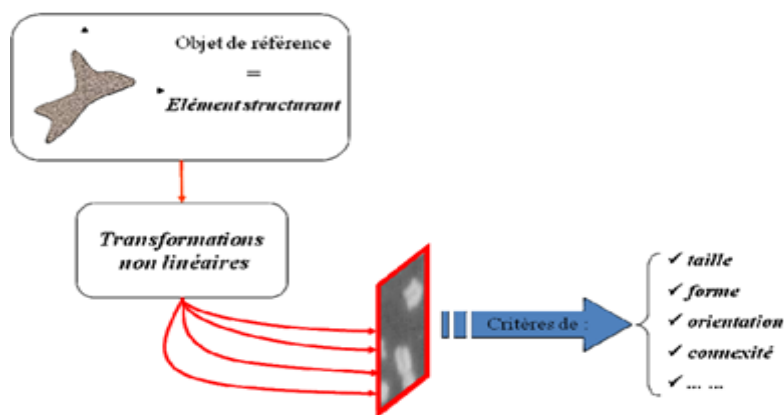 Objet de référence
=
Elément structurant
Transformations
non linéaires
Critères de :
✓ taille
✓ forme
✓ orientation
✓ connexité
✓ ... ...